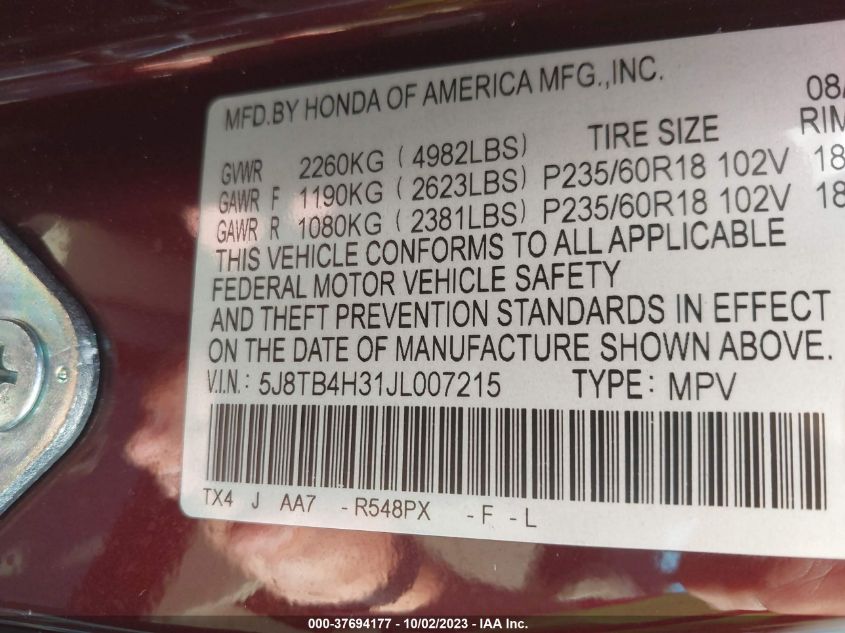 MFD.BY HONDA OF AMERICA MFG.,INC. 08/
TIRE SIZE RIM
GVWR 2260KG ( 4982LBS)
GAWR F 1190KG ( 2623LBS) P235/60R18 102V 18
GAWR R 1080KG ( 2381LBS) P235/60R18 102V 18
THIS VEHICLE CONFORMS TO ALL APPLICABLE
FEDERAL MOTOR VEHICLE SAFETY
AND THEFT PREVENTION STANDARDS IN EFFECT
ON THE DATE OF MANUFACTURE SHOWN ABOVE.
V.I.N.: 5J8TB4H31JL007215 TYPE: MPV
TX4 J AA7 -R548PX -F -L
000-37694177 - 10/02/2023 - IAA Inc.